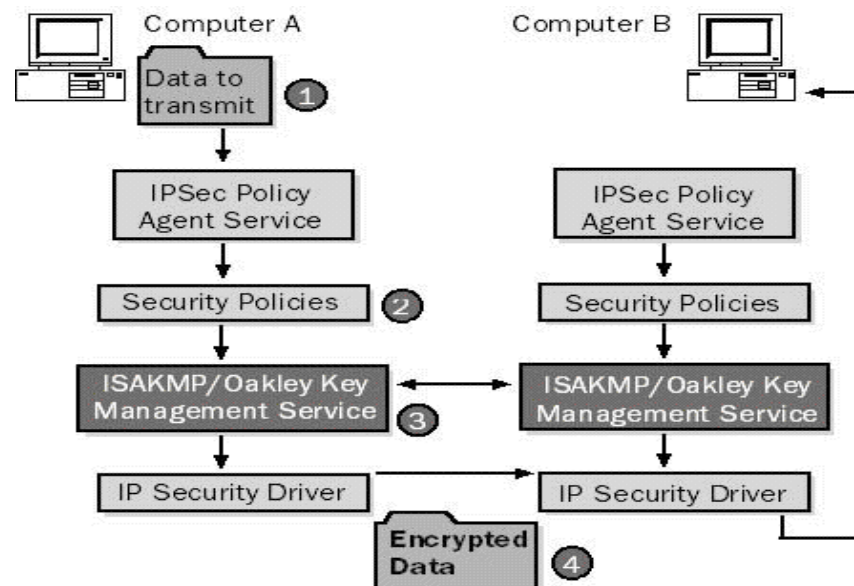 Computer A
Computer B
Data to
transmit
1
IPSec Policy
Agent Service
IPSec Policy
Agent Service
Security Policies
2
Security Policies
ISAKMP/Oakley Key
Management Service
3
ISAKMP/Oakley Key
Management Service
IP Security Driver
IP Security Driver
Encrypted
Data
4